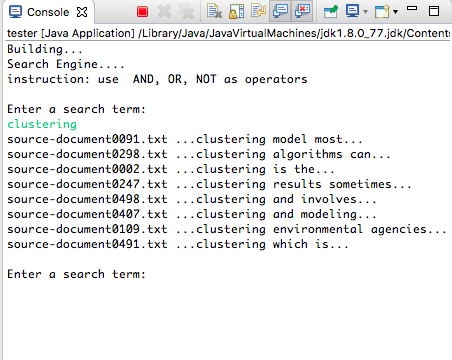 Console
tester [Java Application] /Library/Java/JavaVirtualMachines/jdk1.8.0_77.jdk/Contents
Building...
Search Engine....
instruction: use  AND, OR, NOT as operators
Enter a search term:
clustering
source-document0091.txt ...clustering model most...
source-document0298.txt ...clustering algorithms can...
source-document0002.txt ...clustering is the...
source-document0247.txt ...clustering results sometimes...
source-document0498.txt ...clustering and involves...
source-document0407.txt ...clustering and modeling...
source-document0109.txt ...clustering environmental agencies...
source-document0491.txt ...clustering which is...
Enter a search term: